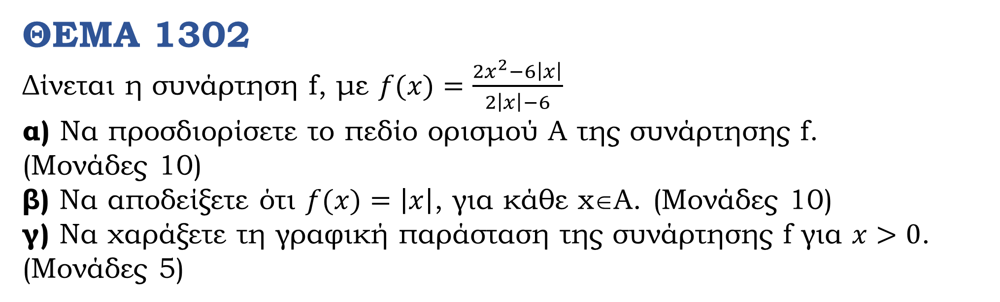 ΘΕΜΑ 1302
Δίνεται η συνάρτηση f, με f(x) = \frac{2x^2−6|x|}{2|x|−6}
α) Να προσδιορίσετε το πεδίο ορισμού Α της συνάρτησης f.
(Μονάδες 10)
β) Να αποδείξετε ότι f(x) = |x|, για κάθε x∈A. (Μονάδες 10)
γ) Να χαράξετε τη γραφική παράσταση της συνάρτησης f για x > 0.
(Μονάδες 5)